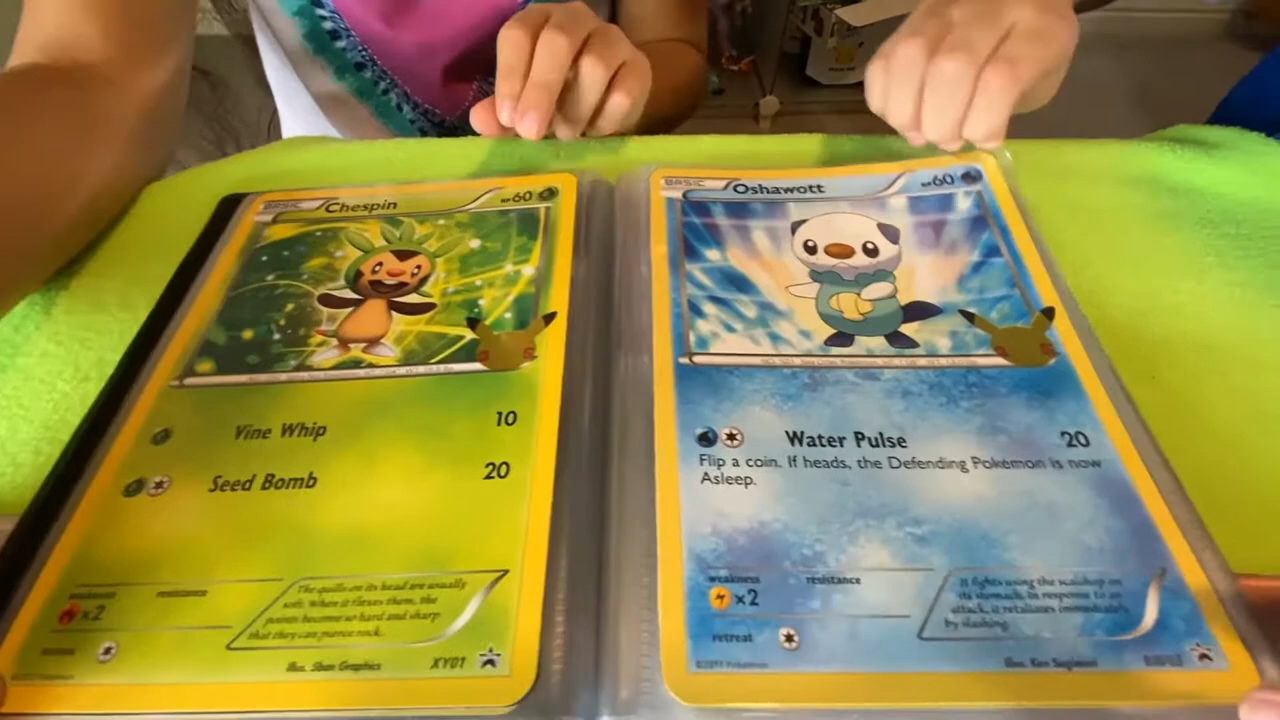 BASIC Chespin HP60
Vine Whip 10
Seed Bomb 20
weakness resistance
×2
The quills on its head are usually
soft. When it flexes them, the
points become so hard and sharp
that they can pierce rock.
Illus. Sban Graphics XY01
BASIC Oshawott HP60
Water Pulse 20
Flip a coin. If heads, the Defending Pokémon is now
Asleep.
weakness resistance
×2
It fights using the scalchop on
its stomach. In response to an
attack, it retaliates immediately
by slashing.
retreat
©2011 Pokémon Illus. Ken Sugimori